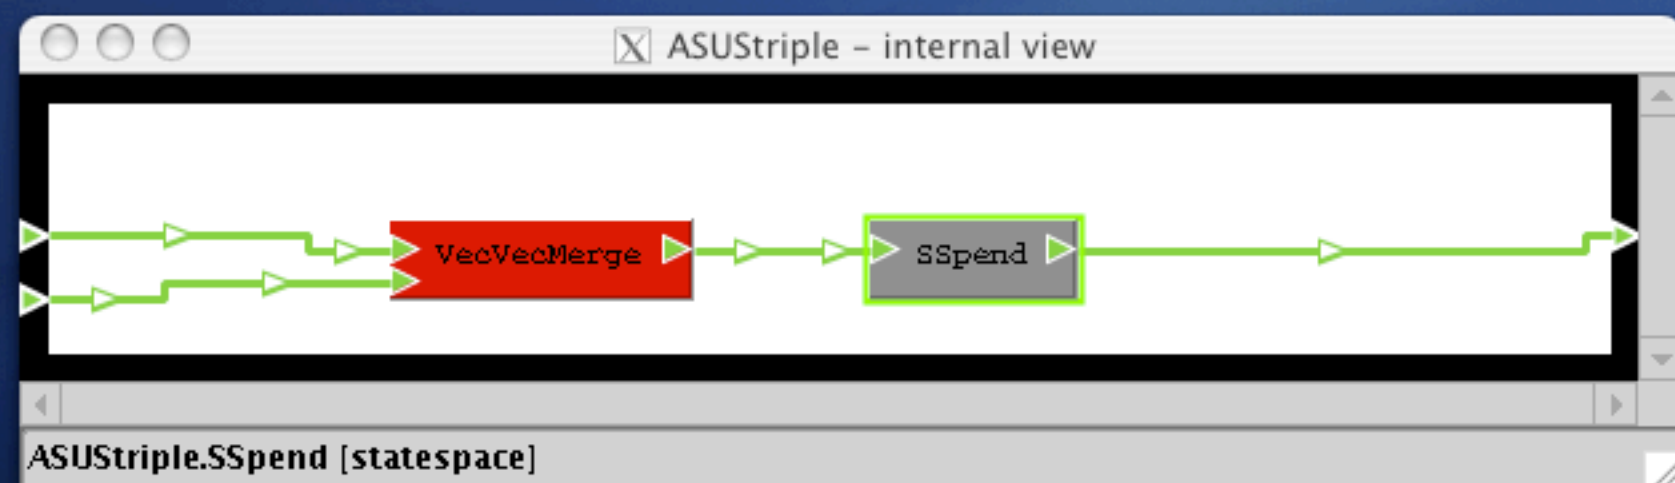 ASUStriple – internal view
VecVecMerge
SSpend
ASUStriple.SSpend [statespace]